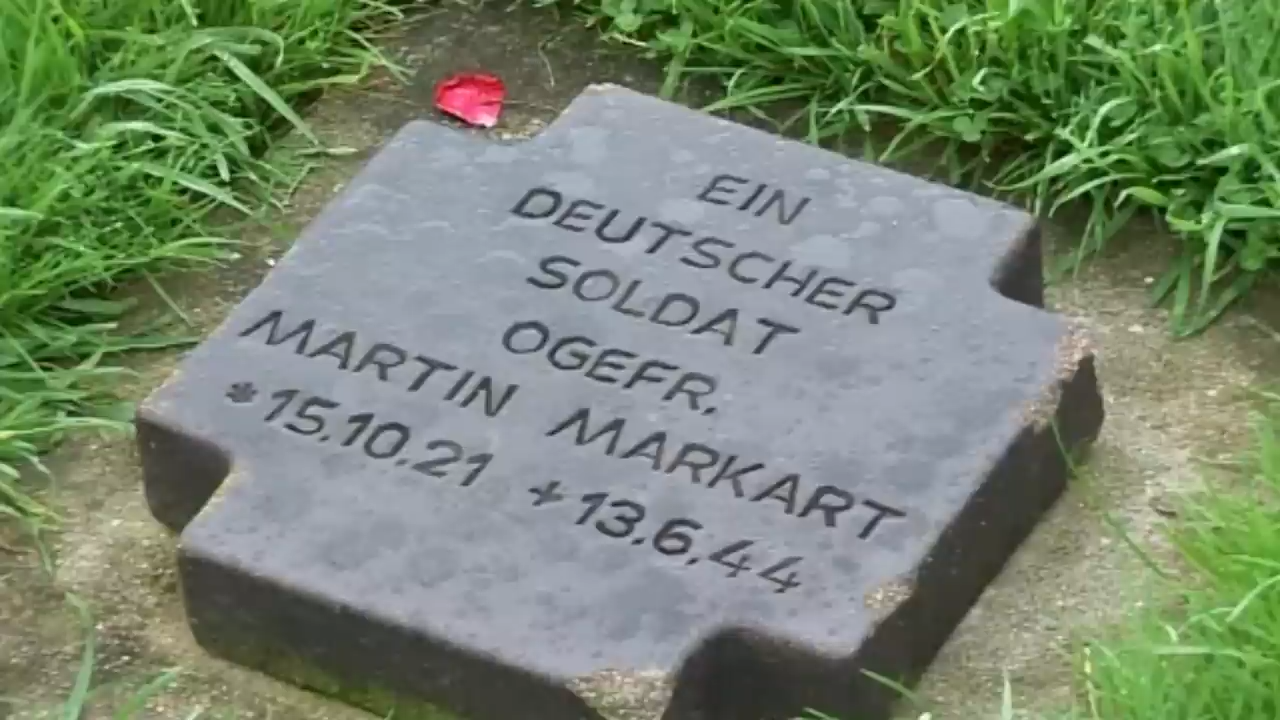 EIN
DEUTSCHER
SOLDAT
OGEFR.
MARTIN MARKART
*15.10.21 +13.6.44